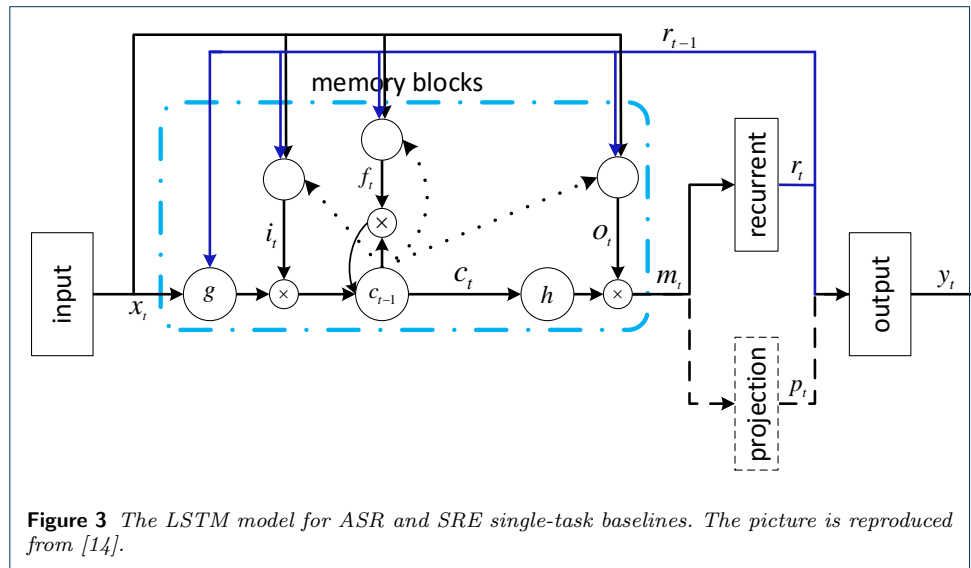 r_{t-1}
memory blocks
f_t
r_t
recurrent
i_t
×
o_t
input
x_t
g
×
c_{t-1}
c_t
h
×
m_t
output
y_t
projection
p_t
Figure 3 The LSTM model for ASR and SRE single-task baselines. The picture is reproduced
from [14].